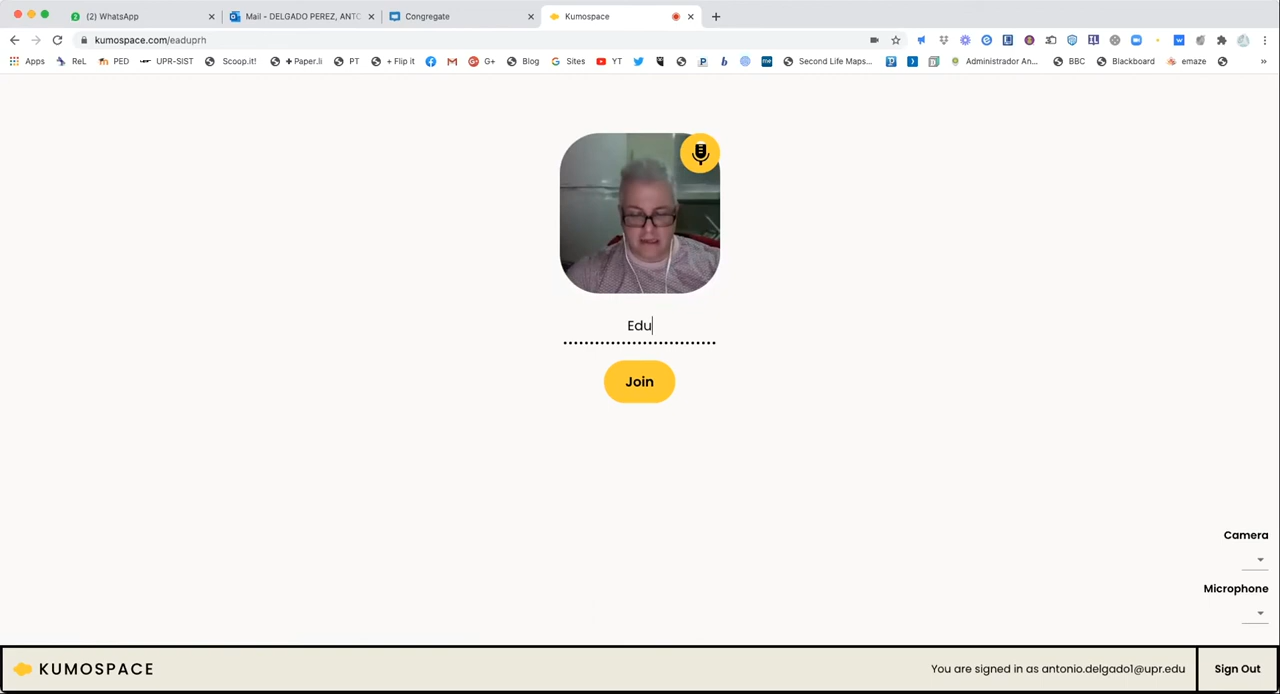 (2) WhatsApp
Mail - DELGADO PEREZ, ANTO
Congregate
Kumospace
kumospace.com/eaduprh
Apps ReL PED UPR-SIST Scoop.it! + Paper.li PT + Flip it G+ Blog Sites YT Second Life Maps... Administrador An... BBC Blackboard emaze »
Edu
Join
Camera
Microphone
KUMOSPACE
You are signed in as antonio.delgado1@upr.edu
Sign Out